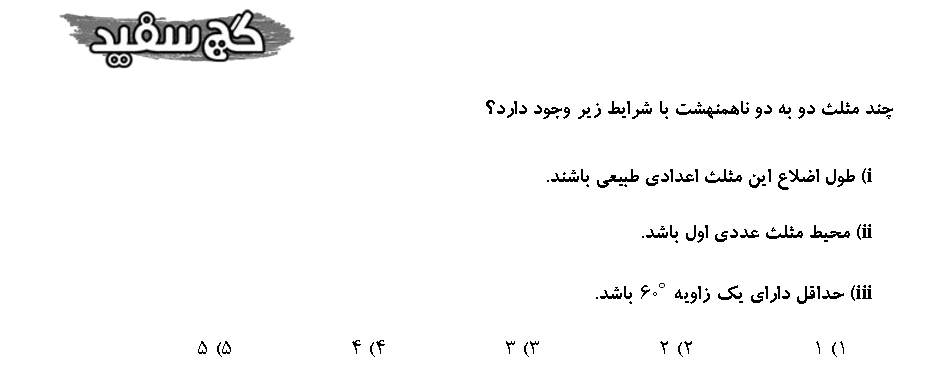 گچ سفید
چند مثلث دو به دو ناهمنهشت با شرایط زیر وجود دارد؟
i) طول اضلاع این مثلث اعدادی طبیعی باشند.
ii) محیط مثلث عددی اول باشد.
iii) حداقل دارای یک زاویه ۶۰° باشد.
۱) ۱ ۲) ۲ ۳) ۳ ۴) ۴ ۵) ۵